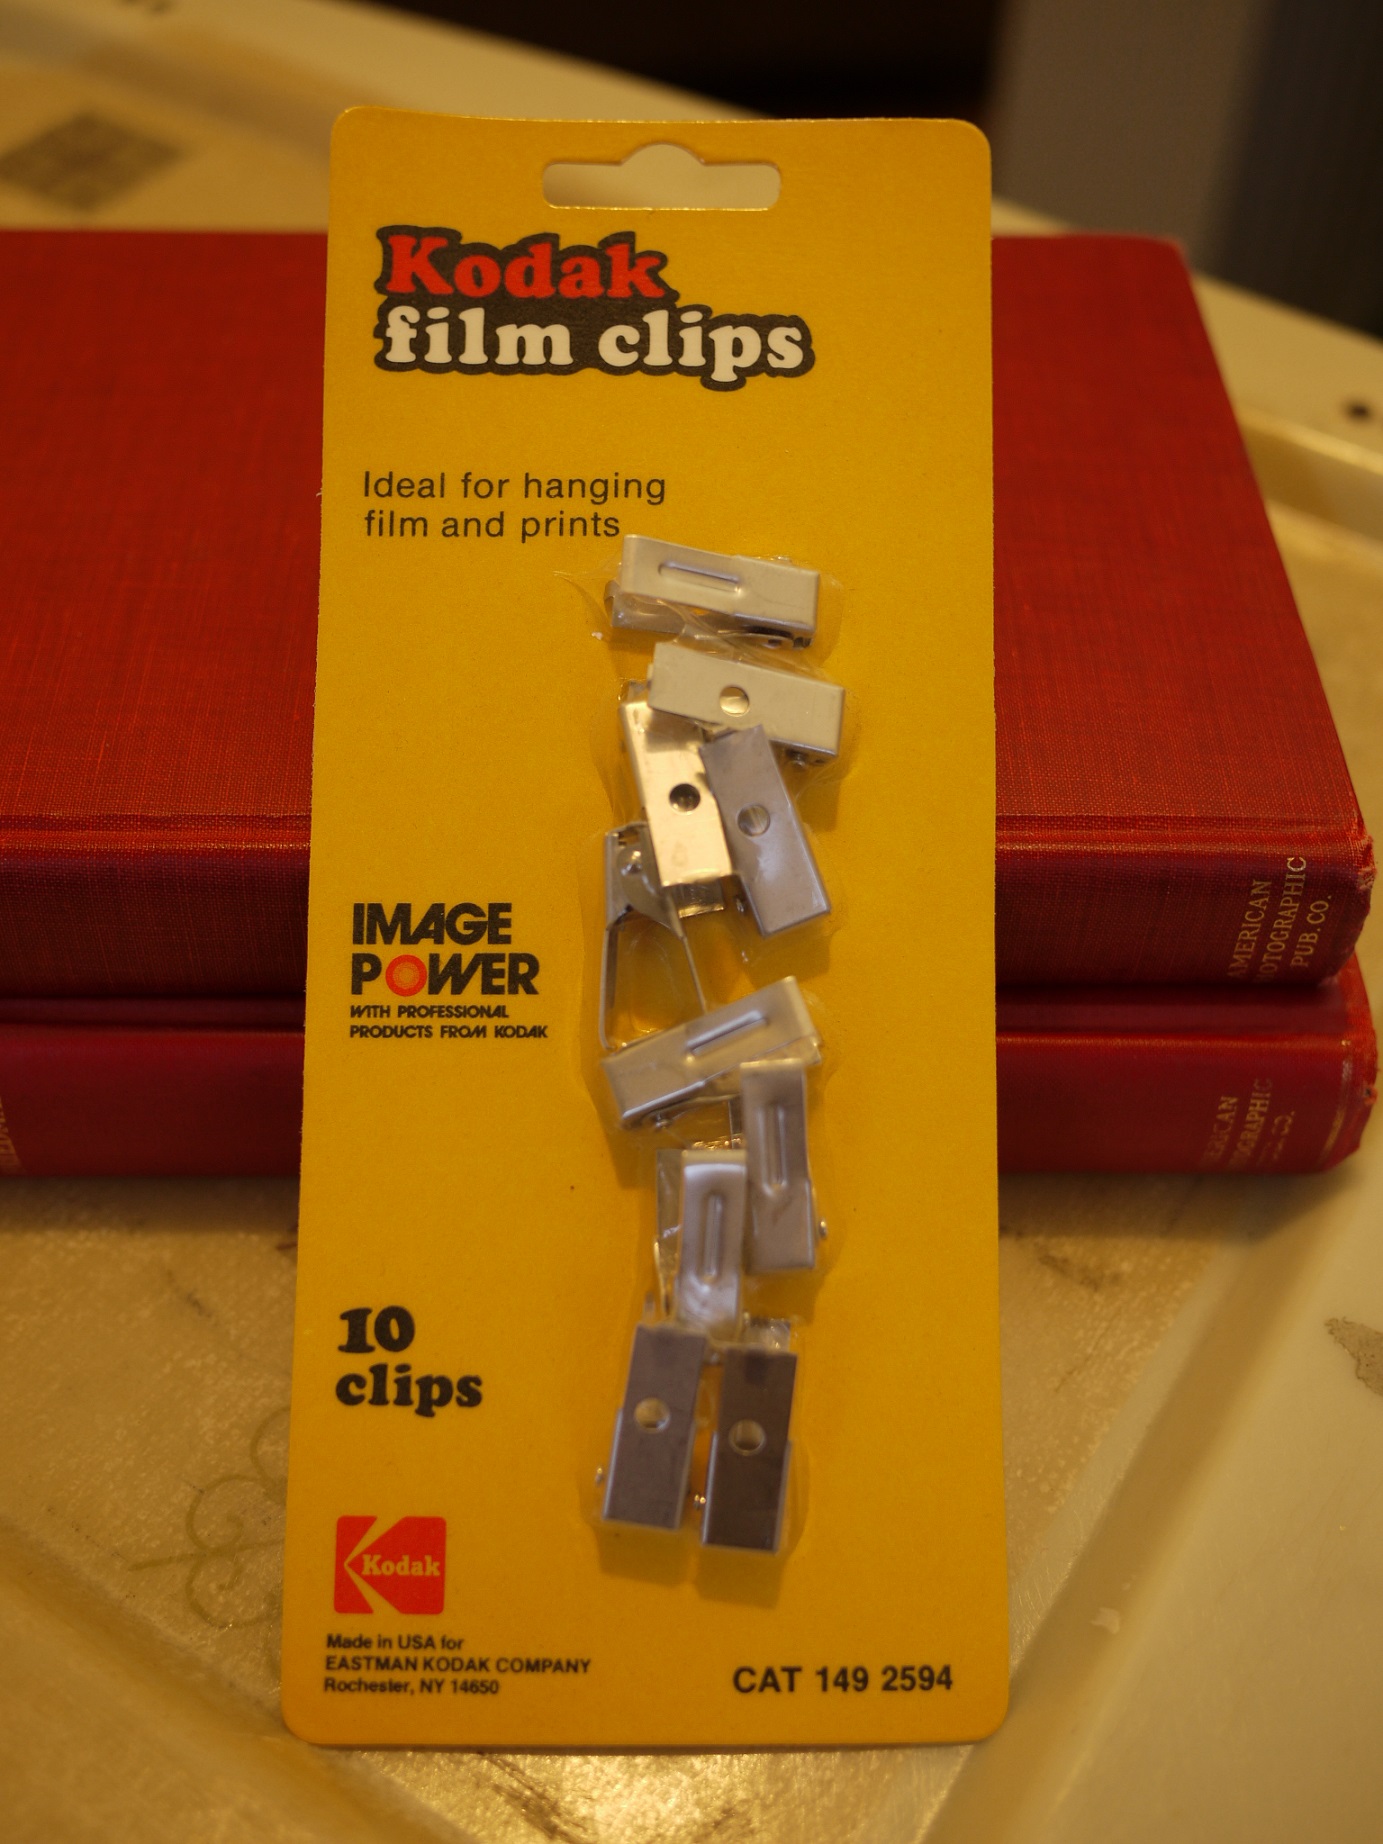 Kodak
film clips
Ideal for hanging
film and prints
IMAGE
POWER
WITH PROFESSIONAL
PRODUCTS FROM KODAK
10
clips
Kodak
Made in USA for
EASTMAN KODAK COMPANY
Rochester, NY 14650
CAT 149 2594
AMERICAN
PUB. CO.